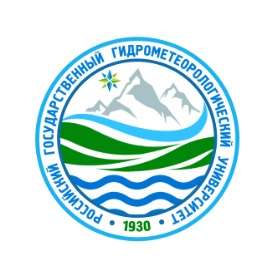 РОССИЙСКИЙ ГОСУДАРСТВЕННЫЙ ГИДРОМЕТЕОРОЛОГИЧЕСКИЙ УНИВЕРСИТЕТ
• 1930 •